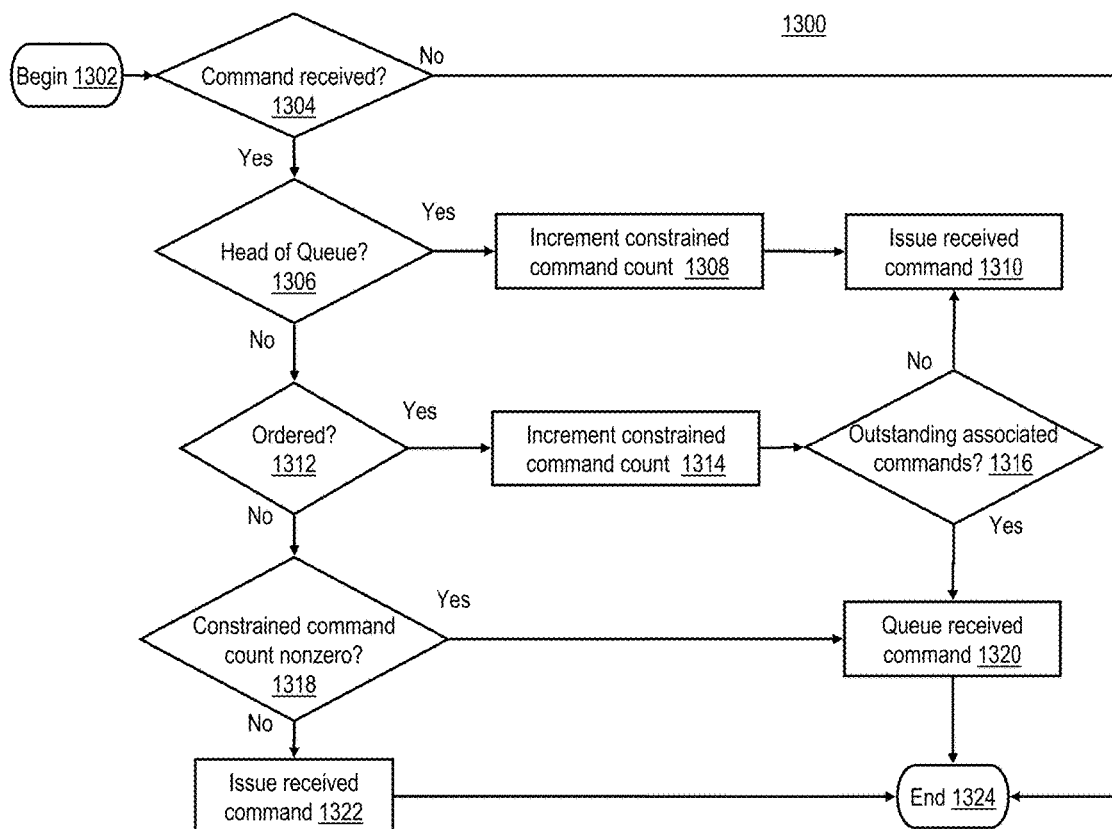 1300
No
Begin 1302
Command received?
1304
Yes
Yes
Head of Queue?
1306
Increment constrained
command count 1308
Issue received
command 1310
No
No
Yes
Ordered?
1312
Increment constrained
command count 1314
Outstanding associated
commands? 1316
No
Yes
Yes
Constrained command
count nonzero?
1318
Queue received
command 1320
No
Issue received
command 1322
End 1324